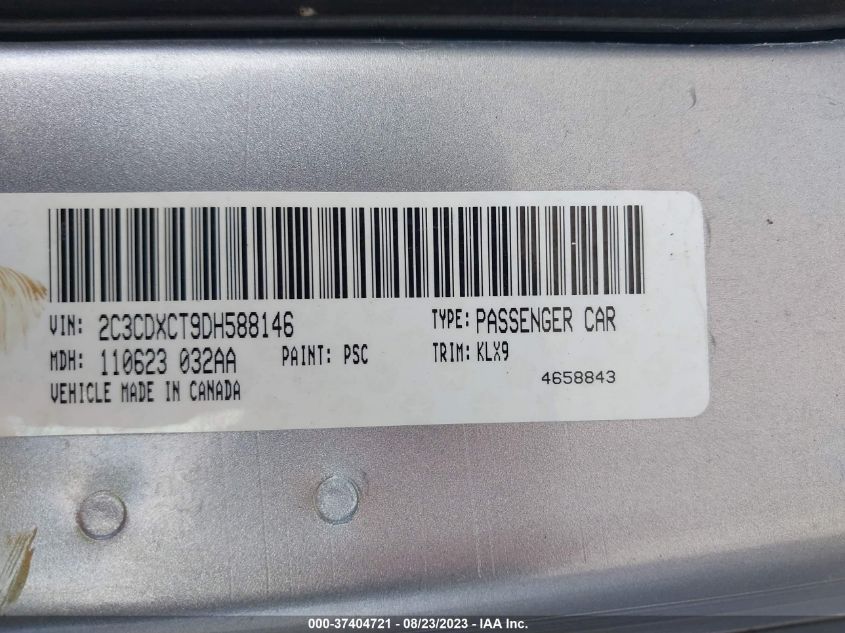 VIN: 2C3CDXCT9DH588146 TYPE: PASSENGER CAR
MDH: 110623 032AA PAINT: PSC TRIM: KLX9
VEHICLE MADE IN CANADA 4658843
000-37404721 - 08/23/2023 - IAA Inc.